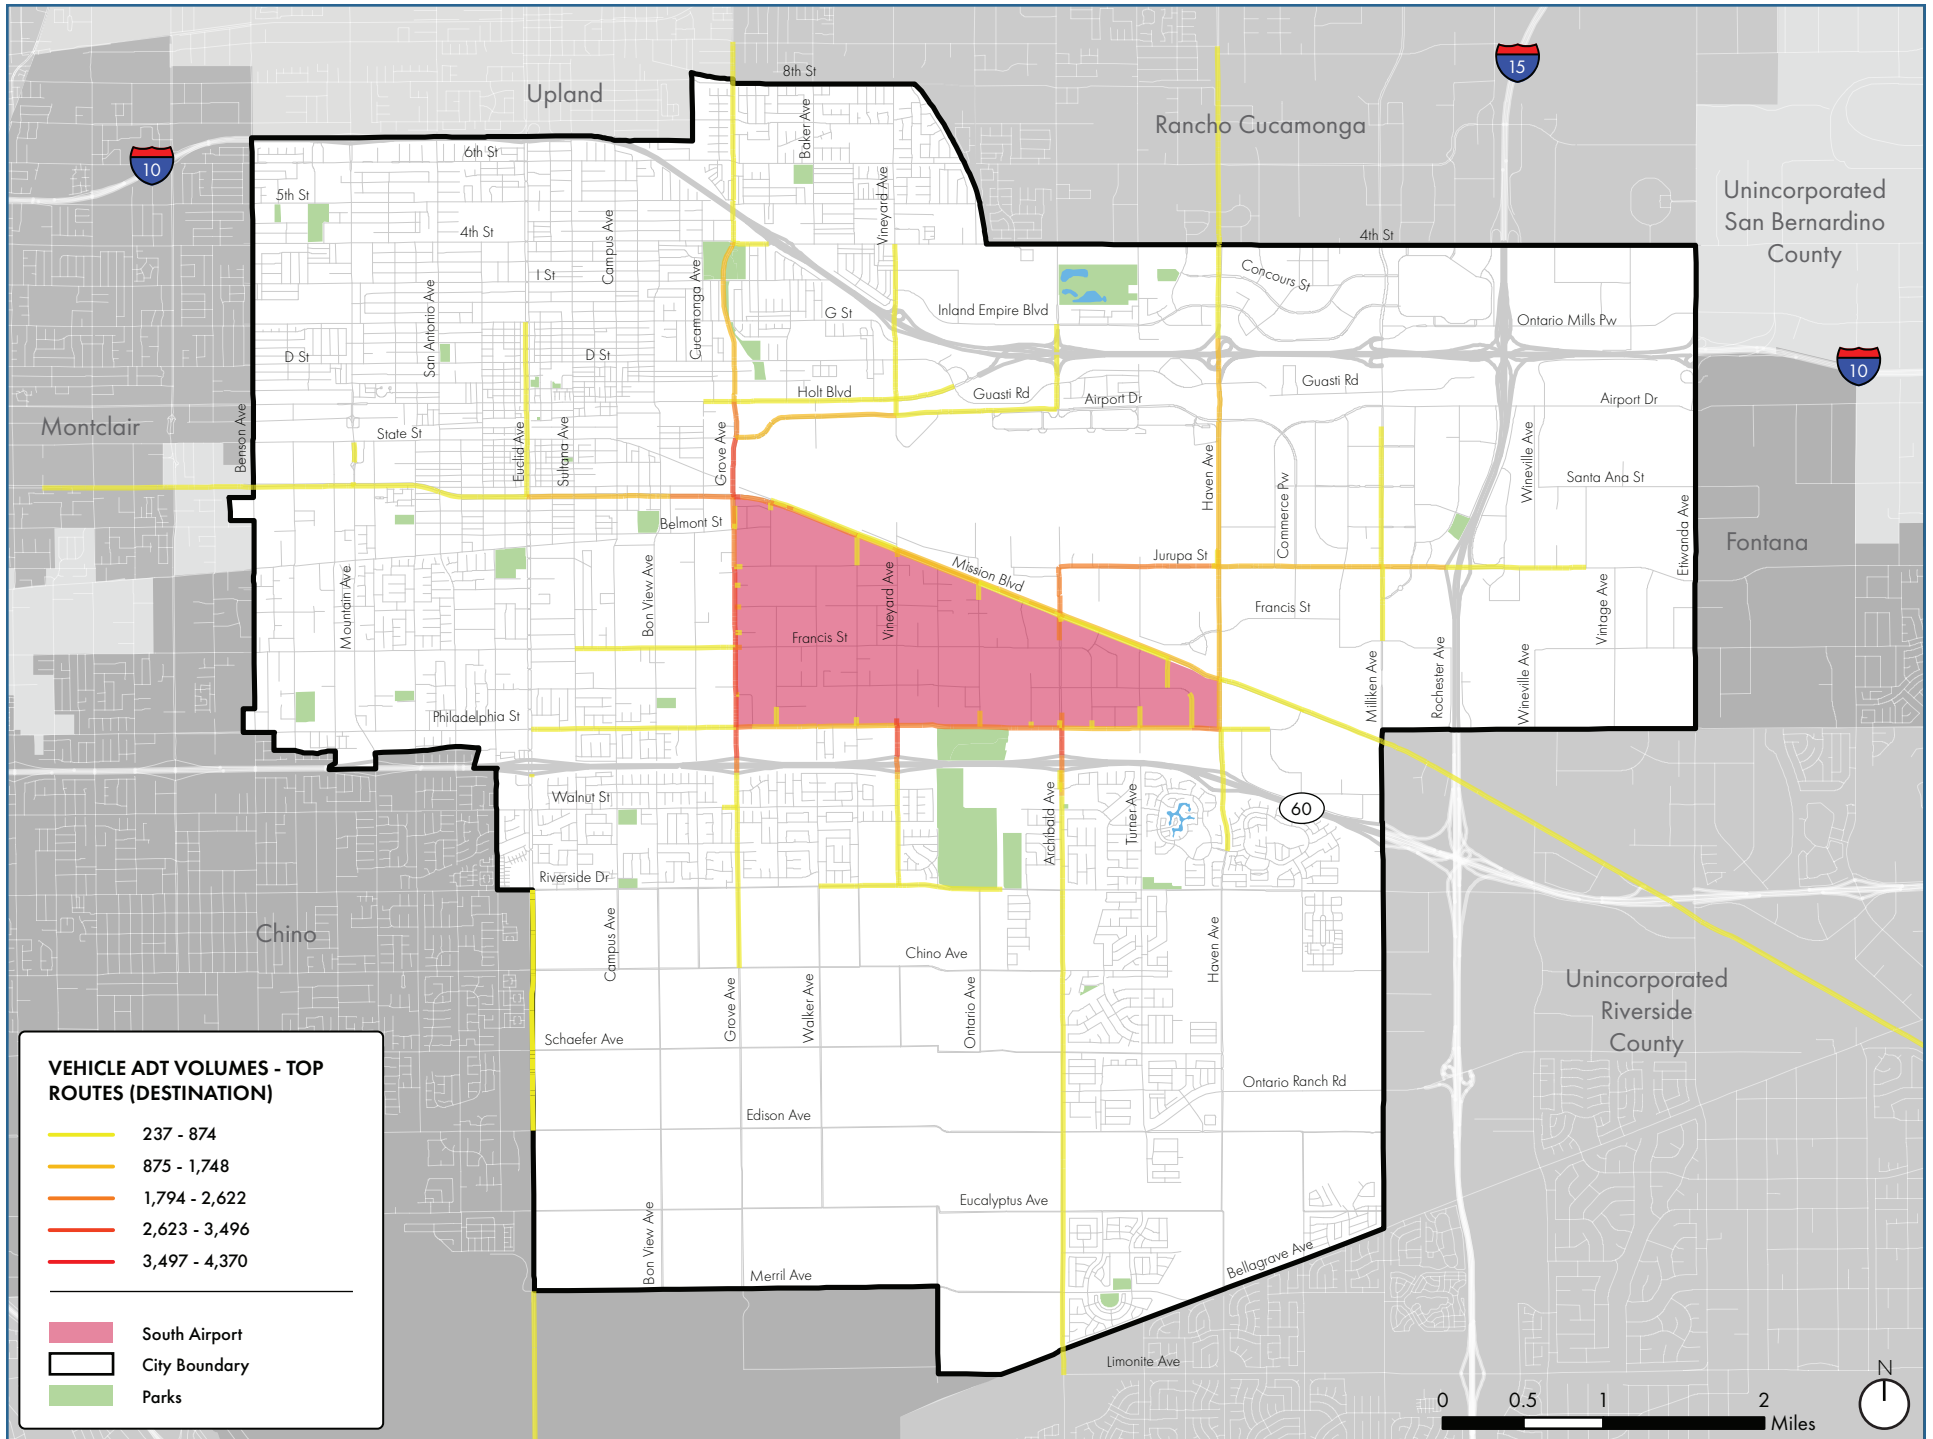 8th St
15
Upland
Baker Ave
Rancho Cucamonga
10
6th St
Unincorporated
San Bernardino
County
5th St
Vineyard Ave
4th St
Campus Ave
4th St
I St
Cucamonga Ave
Concours St
San Antonio Ave
G St
Inland Empire Blvd
Ontario Mills Pw
D St
D St
10
Holt Blvd
Guasti Rd
Guasti Rd
Airport Dr
Airport Dr
Montclair
Benson Ave
State St
Euclid Ave
Sultana Ave
Grove Ave
Haven Ave
Commerce Pw
Wineville Ave
Santa Ana St
Etiwanda Ave
Belmont St
Fontana
Mountain Ave
Bon View Ave
Vineyard Ave
Mission Blvd
Jurupa St
Francis St
Vintage Ave
Francis St
Milliken Ave
Rochester Ave
Wineville Ave
Philadelphia St
Walnut St
Archibald Ave
Turner Ave
60
Riverside Dr
Chino
Campus Ave
Chino Ave
Haven Ave
Grove Ave
Walker Ave
Ontario Ave
Unincorporated
Riverside
County
Schaefer Ave
Ontario Ranch Rd
Edison Ave
Eucalyptus Ave
Bon View Ave
Merril Ave
Bellagrave Ave
Limonite Ave
VEHICLE ADT VOLUMES - TOP
ROUTES (DESTINATION)
237 - 874
875 - 1,748
1,794 - 2,622
2,623 - 3,496
3,497 - 4,370
South Airport
City Boundary
Parks
N
0 0.5 1 2
Miles